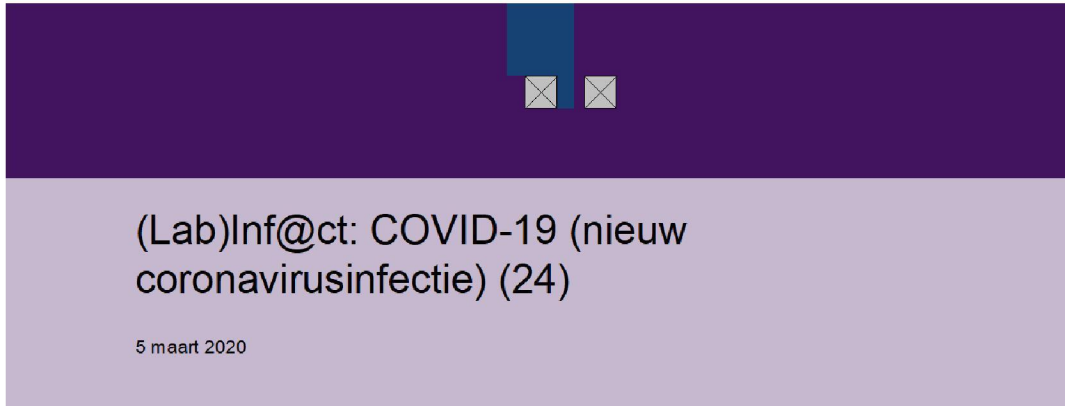 (Lab)Inf@ct: COVID-19 (nieuw
coronavirusinfectie) (24)
5 maart 2020